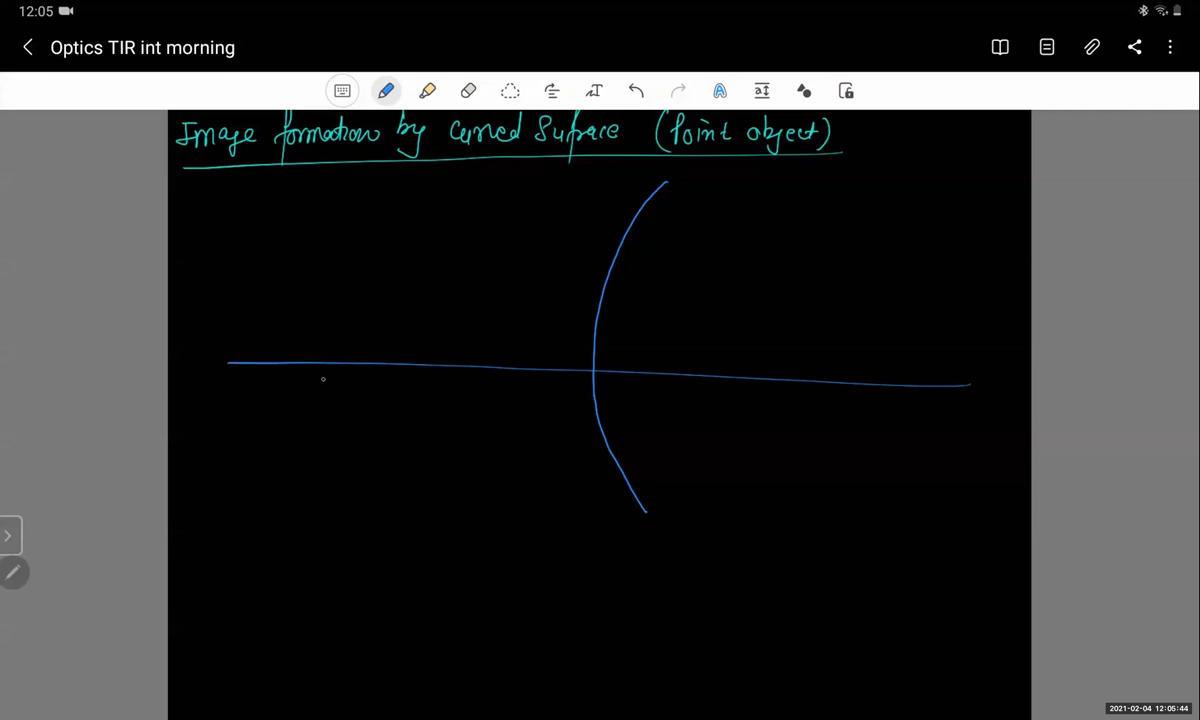 12:05
Optics TIR int morning
Image formation by Curved Surface (Point object)
2021-02-04 12:05:44